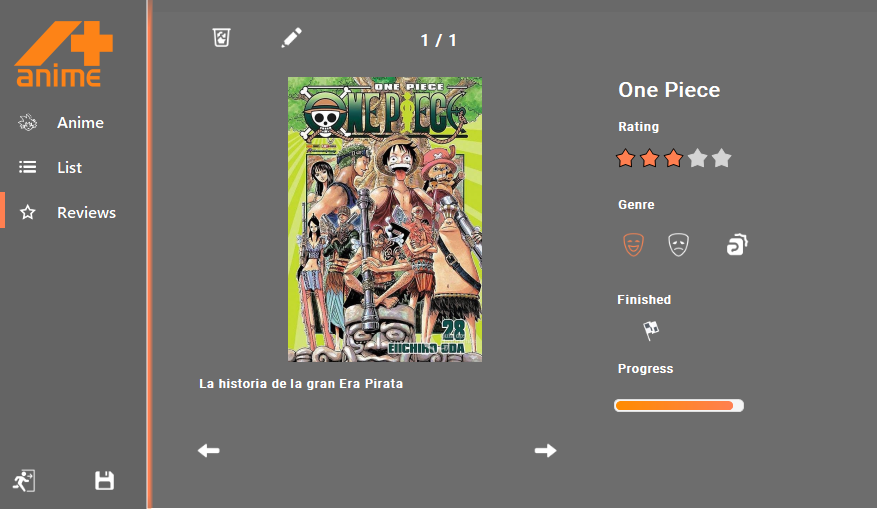 A+
anime
Anime
List
Reviews
1 / 1
ONE PIECE
ONE PIECE
28
EIICHIRO ODA
La historia de la gran Era Pirata
One Piece
Rating
Genre
Finished
Progress